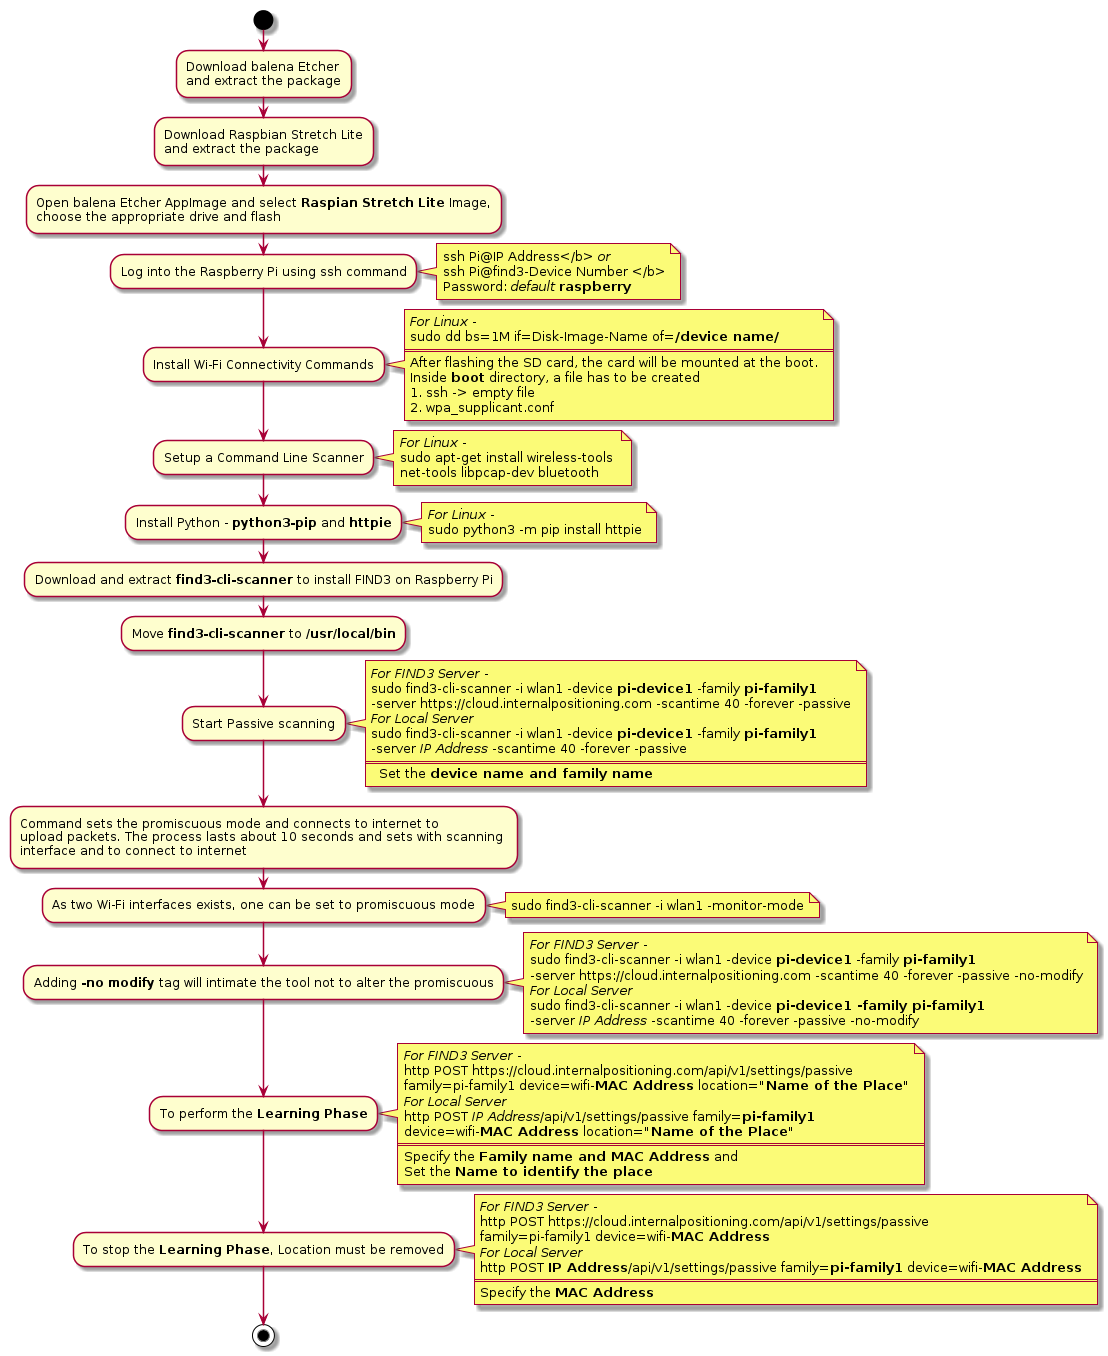 Download balena Etcher
and extract the package
Download Raspbian Stretch Lite
and extract the package
Open balena Etcher AppImage and select Raspian Stretch Lite Image,
choose the appropriate drive and flash
Log into the Raspberry Pi using ssh command
ssh Pi@IP Address</b> or
ssh Pi@find3-Device Number </b>
Password: default raspberry
Install Wi-Fi Connectivity Commands
For Linux -
sudo dd bs=1M if=Disk-Image-Name of=/device name/
After flashing the SD card, the card will be mounted at the boot.
Inside boot directory, a file has to be created
1. ssh -> empty file
2. wpa_supplicant.conf
Setup a Command Line Scanner
For Linux -
sudo apt-get install wireless-tools
net-tools libpcap-dev bluetooth
Install Python - python3-pip and httpie
For Linux -
sudo python3 -m pip install httpie
Download and extract find3-cli-scanner to install FIND3 on Raspberry Pi
Move find3-cli-scanner to /usr/local/bin
Start Passive scanning
For FIND3 Server -
sudo find3-cli-scanner -i wlan1 -device pi-device1 -family pi-family1
-server https://cloud.internalpositioning.com -scantime 40 -forever -passive
For Local Server
sudo find3-cli-scanner -i wlan1 -device pi-device1 -family pi-family1
-server IP Address -scantime 40 -forever -passive
Set the device name and family name
Command sets the promiscuous mode and connects to internet to
upload packets. The process lasts about 10 seconds and sets with scanning
interface and to connect to internet
As two Wi-Fi interfaces exists, one can be set to promiscuous mode
sudo find3-cli-scanner -i wlan1 -monitor-mode
Adding -no modify tag will intimate the tool not to alter the promiscuous
For FIND3 Server -
sudo find3-cli-scanner -i wlan1 -device pi-device1 -family pi-family1
-server https://cloud.internalpositioning.com -scantime 40 -forever -passive -no-modify
For Local Server
sudo find3-cli-scanner -i wlan1 -device pi-device1 -family pi-family1
-server IP Address -scantime 40 -forever -passive -no-modify
To perform the Learning Phase
For FIND3 Server -
http POST https://cloud.internalpositioning.com/api/v1/settings/passive
family=pi-family1 device=wifi-MAC Address location="Name of the Place"
For Local Server
http POST IP Address/api/v1/settings/passive family=pi-family1
device=wifi-MAC Address location="Name of the Place"
Specify the Family name and MAC Address and
Set the Name to identify the place
To stop the Learning Phase, Location must be removed
For FIND3 Server -
http POST https://cloud.internalpositioning.com/api/v1/settings/passive
family=pi-family1 device=wifi-MAC Address
For Local Server
http POST IP Address/api/v1/settings/passive family=pi-family1 device=wifi-MAC Address
Specify the MAC Address